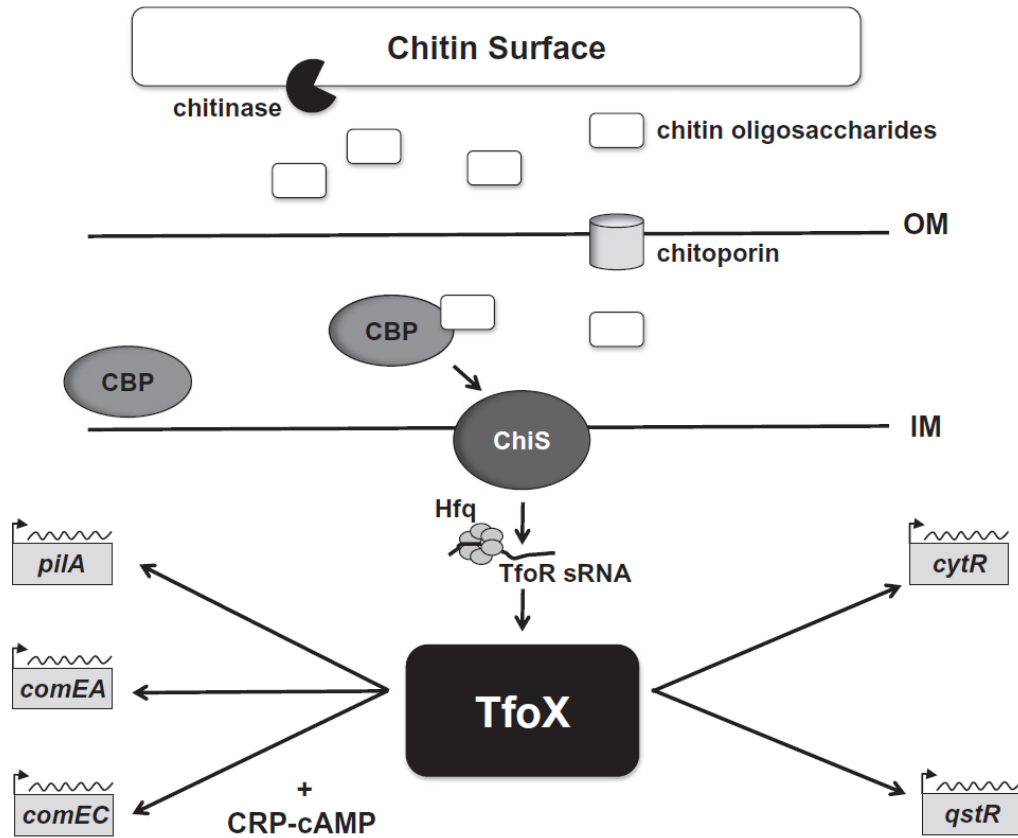 Chitin Surface
chitinase
chitin oligosaccharides
OM
chitoporin
CBP
CBP
ChiS
IM
Hfq
TfoR sRNA
pilA
cytR
comEA
TfoX
comEC
+
CRP-cAMP
qstR